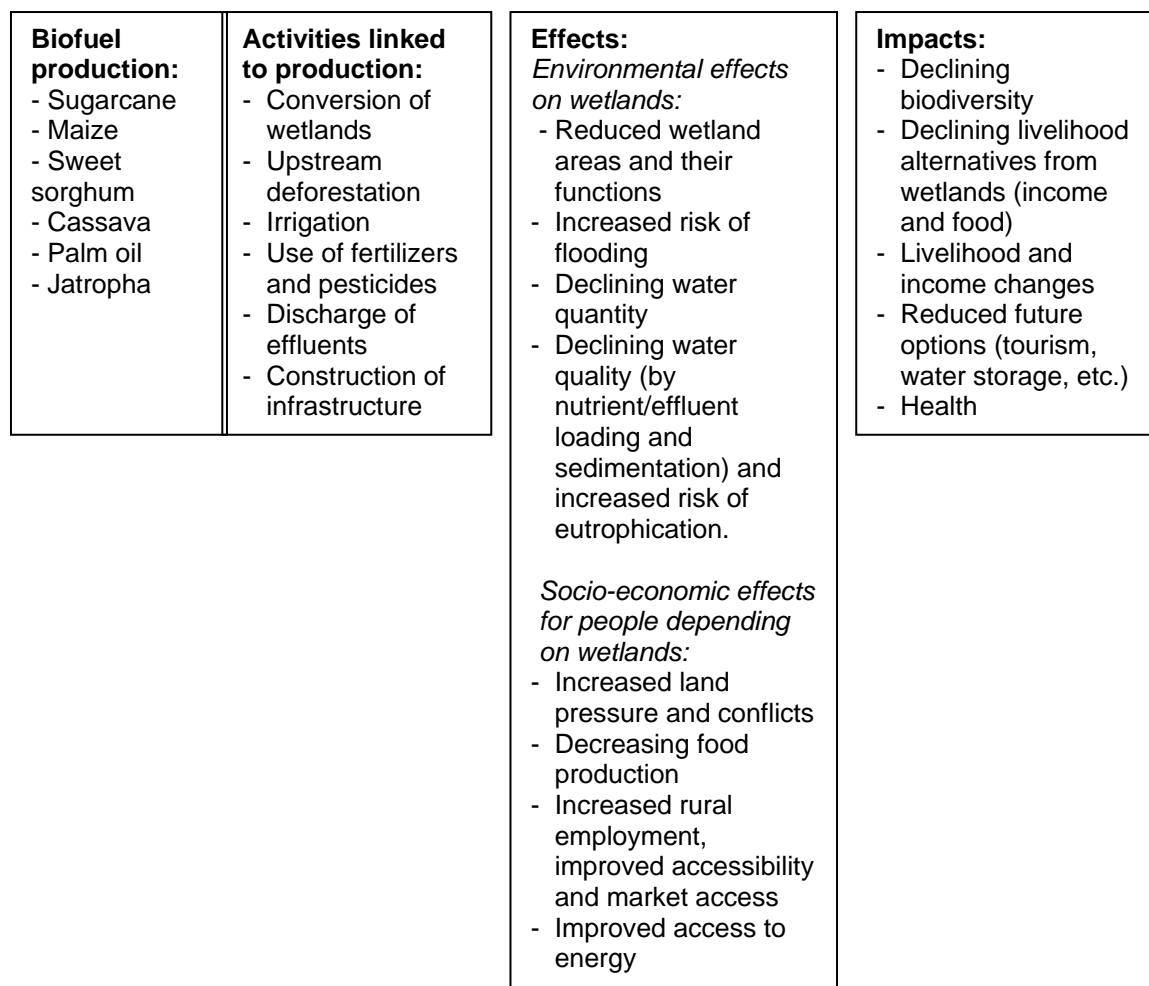 Biofuel
production:
- Sugarcane
- Maize
- Sweet
sorghum
- Cassava
- Palm oil
- Jatropha
Activities linked
to production:
- Conversion of
wetlands
- Upstream
deforestation
- Irrigation
- Use of fertilizers
and pesticides
- Discharge of
effluents
- Construction of
infrastructure
Effects:
Environmental effects
on wetlands:
- Reduced wetland
areas and their
functions
- Increased risk of
flooding
- Declining water
quantity
- Declining water
quality (by
nutrient/effluent
loading and
sedimentation) and
increased risk of
eutrophication.
Socio-economic effects
for people depending
on wetlands:
- Increased land
pressure and conflicts
- Decreasing food
production
- Increased rural
employment,
improved accessibility
and market access
- Improved access to
energy
Impacts:
- Declining
biodiversity
- Declining livelihood
alternatives from
wetlands (income
and food)
- Livelihood and
income changes
- Reduced future
options (tourism,
water storage, etc.)
- Health